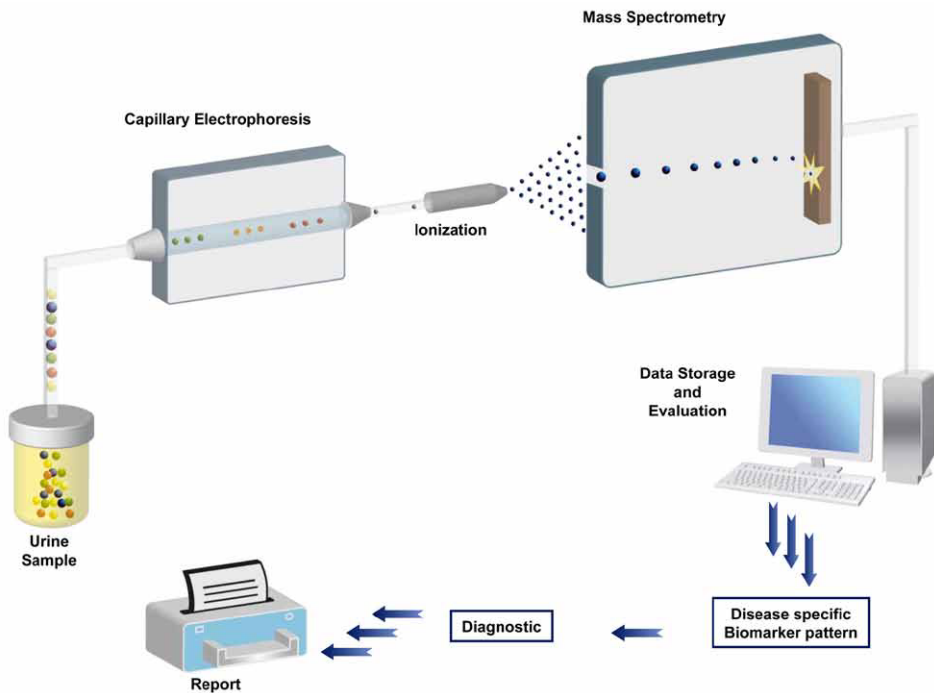 Mass Spectrometry
Capillary Electrophoresis
Ionization
Data Storage
and
Evaluation
Urine
Sample
Disease specific
Biomarker pattern
Diagnostic
Report